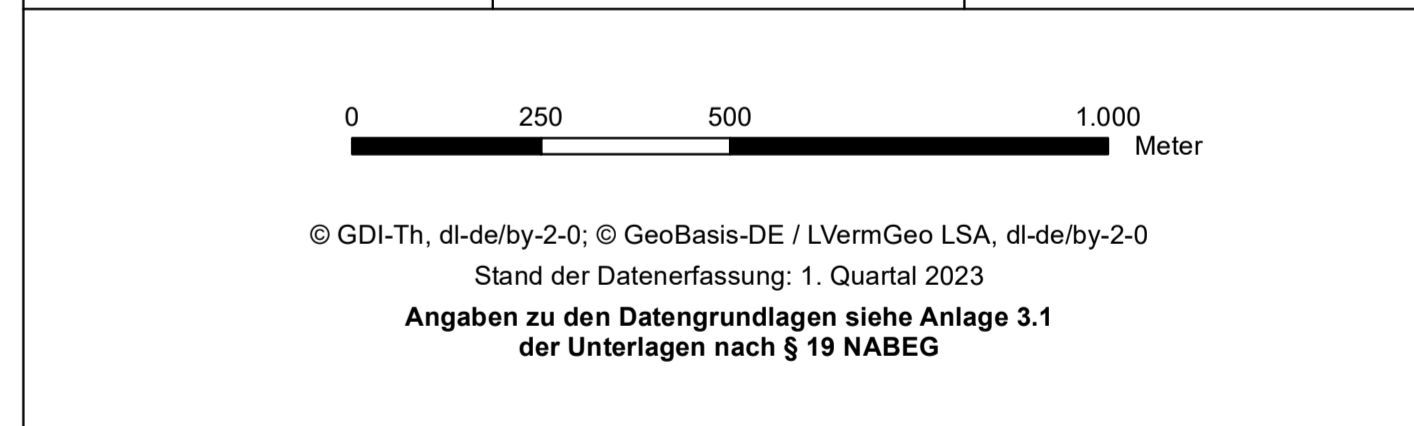 0 250 500 1.000
Meter
© GDI-Th, dl-de/by-2-0; © GeoBasis-DE / LVermGeo LSA, dl-de/by-2-0
Stand der Datenerfassung: 1. Quartal 2023
Angaben zu den Datengrundlagen siehe Anlage 3.1
der Unterlagen nach § 19 NABEG